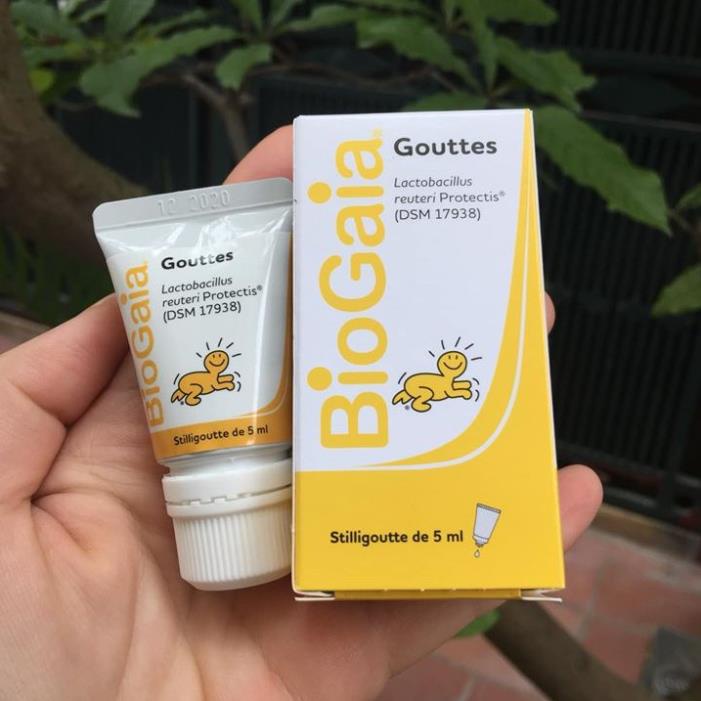 12 2020
Gouttes
Lactobacillus
reuteri Protectis®
(DSM 17938)
BioGaia
Stilligoutte de 5 ml
BioGaia®
Gouttes
Lactobacillus
reuteri Protectis®
(DSM 17938)
Stilligoutte de 5 ml